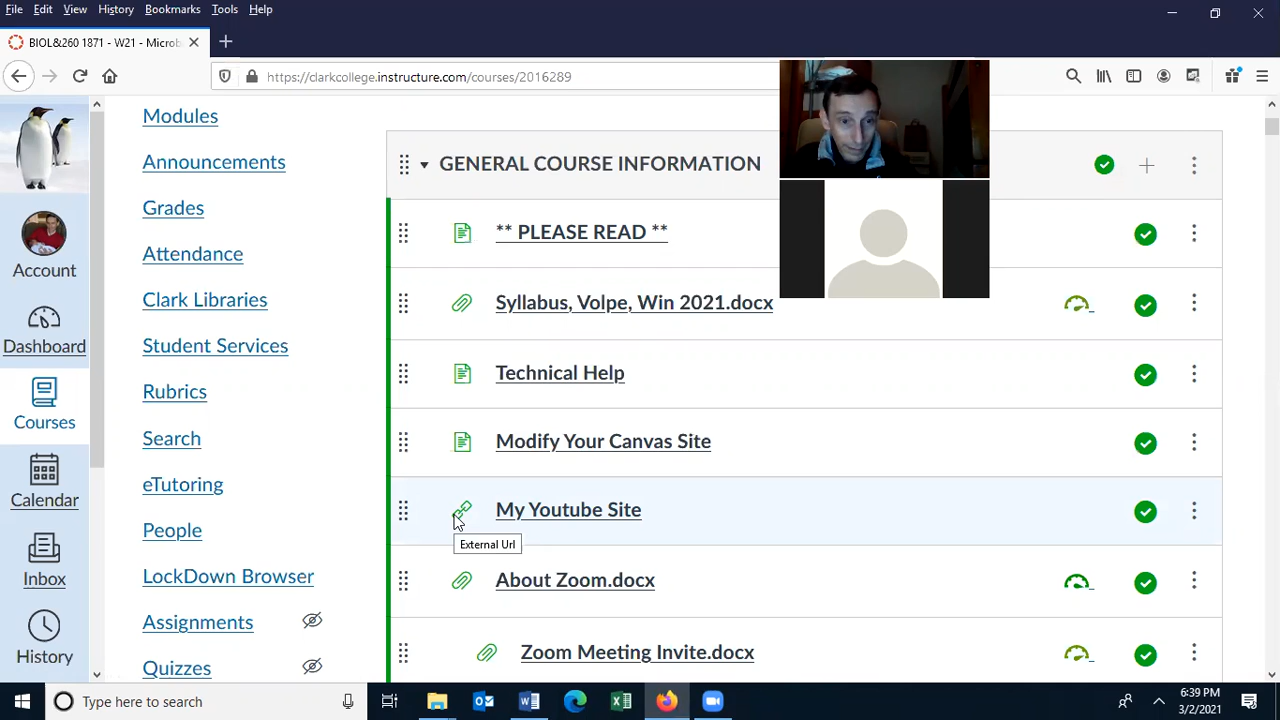 File Edit View History Bookmarks Tools Help
BIOL&260 1871 - W21 - Microb
https://clarkcollege.instructure.com/courses/2016289
Account
Dashboard
Courses
Calendar
Inbox
History
Modules
Announcements
Grades
Attendance
Clark Libraries
Student Services
Rubrics
Search
eTutoring
People
LockDown Browser
Assignments
Quizzes
GENERAL COURSE INFORMATION
** PLEASE READ **
Syllabus, Volpe, Win 2021.docx
Technical Help
Modify Your Canvas Site
My Youtube Site
External Url
About Zoom.docx
Zoom Meeting Invite.docx
Type here to search
6:39 PM
3/2/2021